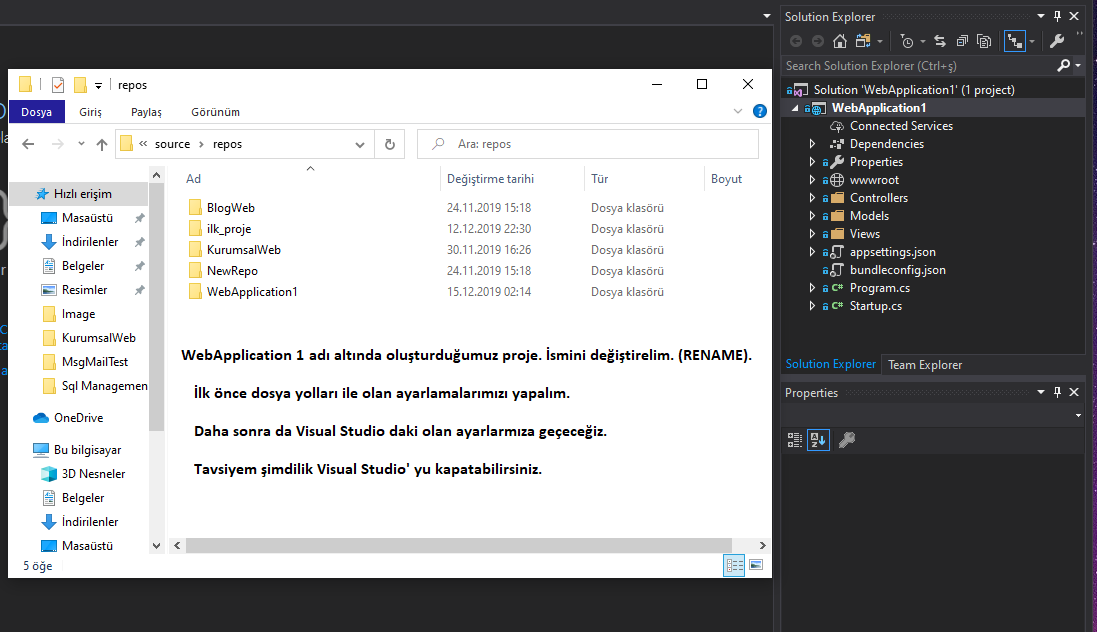 Solution Explorer
Search Solution Explorer (Ctrl+ş)
Solution 'WebApplication1' (1 project)
WebApplication1
Connected Services
Dependencies
Properties
wwwroot
Controllers
Models
Views
appsettings.json
bundleconfig.json
C# Program.cs
C# Startup.cs
Solution Explorer Team Explorer
Properties
repos
Dosya Giriş Paylaş Görünüm
« source › repos
Ara: repos
Ad Değiştirme tarihi Tür Boyut
BlogWeb 24.11.2019 15:18 Dosya klasörü
ilk_proje 12.12.2019 22:30 Dosya klasörü
KurumsalWeb 30.11.2019 16:26 Dosya klasörü
NewRepo 24.11.2019 15:18 Dosya klasörü
WebApplication1 15.12.2019 02:14 Dosya klasörü
Hızlı erişim
Masaüstü
İndirilenler
Belgeler
Resimler
Image
KurumsalWeb
MsgMailTest
Sql Managemen
OneDrive
Bu bilgisayar
3D Nesneler
Belgeler
İndirilenler
Masaüstü
5 öğe
WebApplication 1 adı altında oluşturduğumuz proje. İsmini değiştirelim. (RENAME).
İlk önce dosya yolları ile olan ayarlamalarımızı yapalım.
Daha sonra da Visual Studio daki olan ayarlarmıza geçeceğiz.
Tavsiyem şimdilik Visual Studio' yu kapatabilirsiniz.